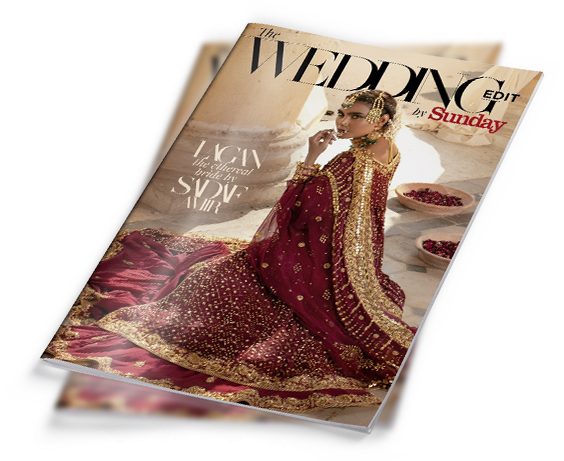 The
WEDDING
EDIT
by Sunday
LAGAN
the ethereal
bride by
SADAF
AMIR